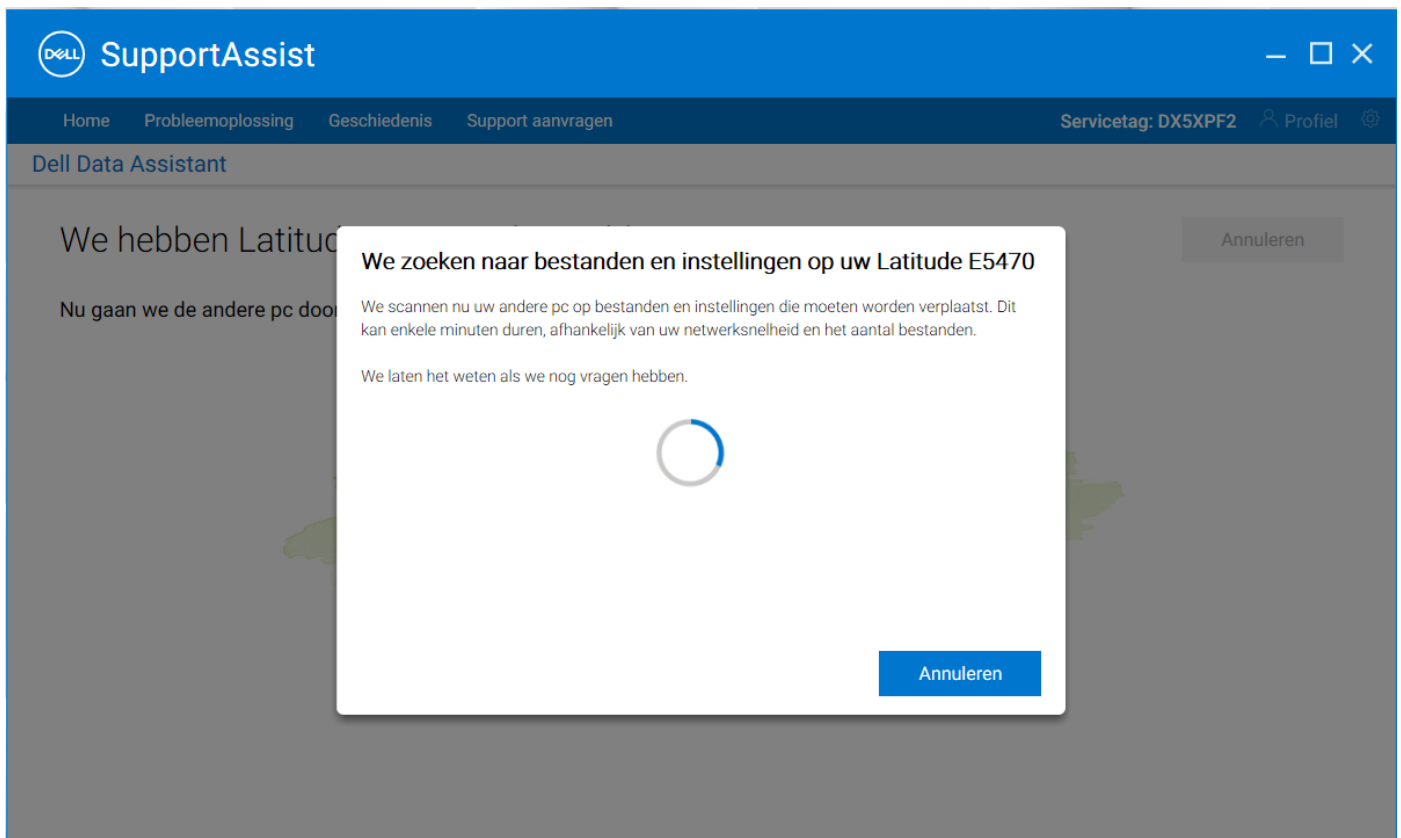 DELL SupportAssist
Home Probleemoplossing Geschiedenis Support aanvragen Servicetag: DX5XPF2 Profiel
Dell Data Assistant
We hebben
Annuleren
Nu gaan we de andere pc
We zoeken naar bestanden en instellingen op uw Latitude E5470
We scannen nu uw andere pc op bestanden en instellingen die moeten worden verplaatst. Dit
kan enkele minuten duren, afhankelijk van uw netwerksnelheid en het aantal bestanden.
We laten het weten als we nog vragen hebben.
Annuleren